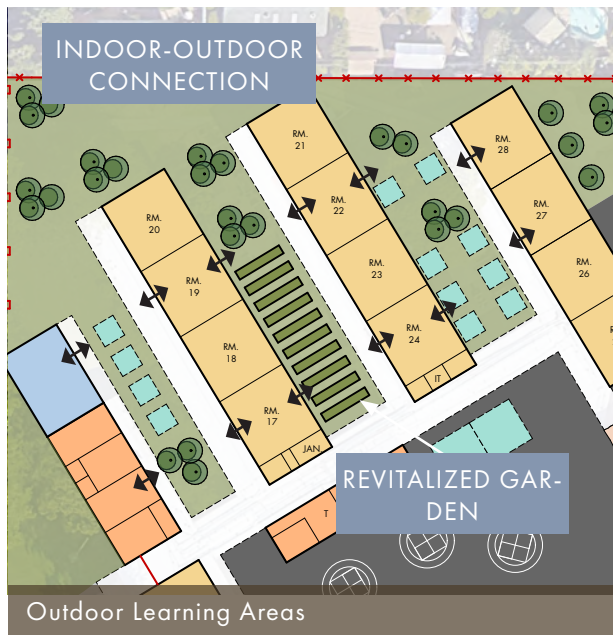 INDOOR-OUTDOOR
CONNECTION
RM.
21
RM.
28
RM.
22
RM.
27
RM.
20
RM.
23
RM.
26
RM.
19
RM.
24
RM.
18
IT
RM.
17
JAN.
REVITALIZED GAR-
DEN
T
Outdoor Learning Areas